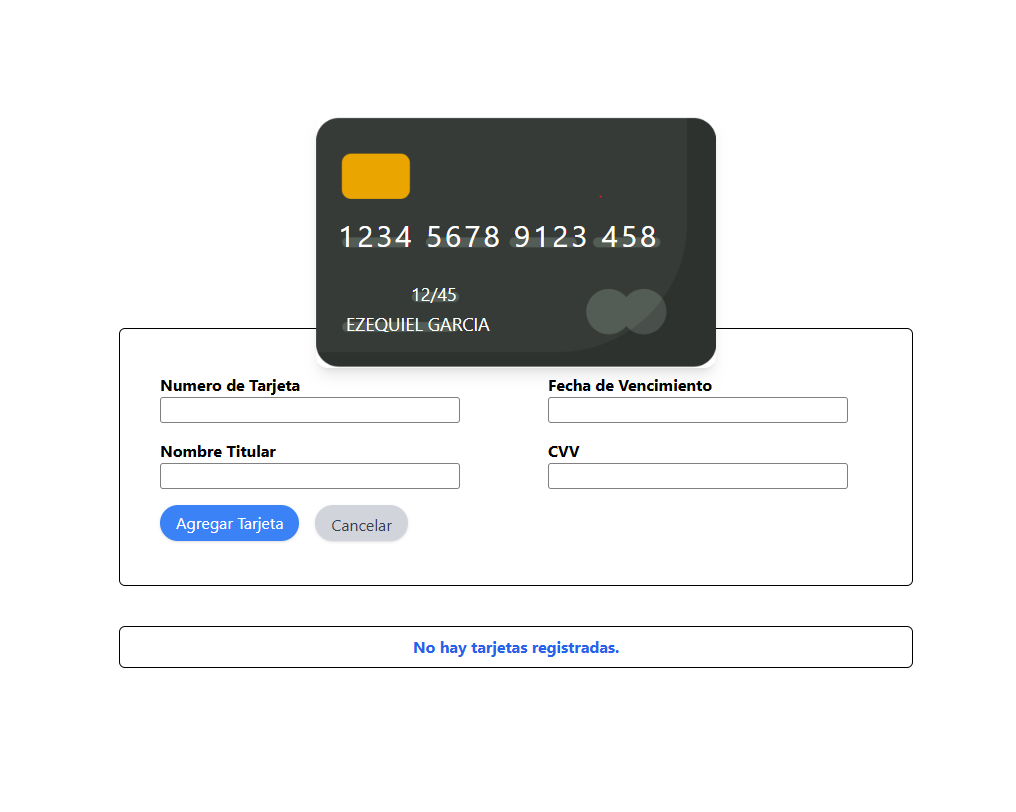 1234 5678 9123 458
12/45
EZEQUIEL GARCIA
Numero de Tarjeta
Fecha de Vencimiento
Nombre Titular
CVV
Agregar Tarjeta
Cancelar
No hay tarjetas registradas.